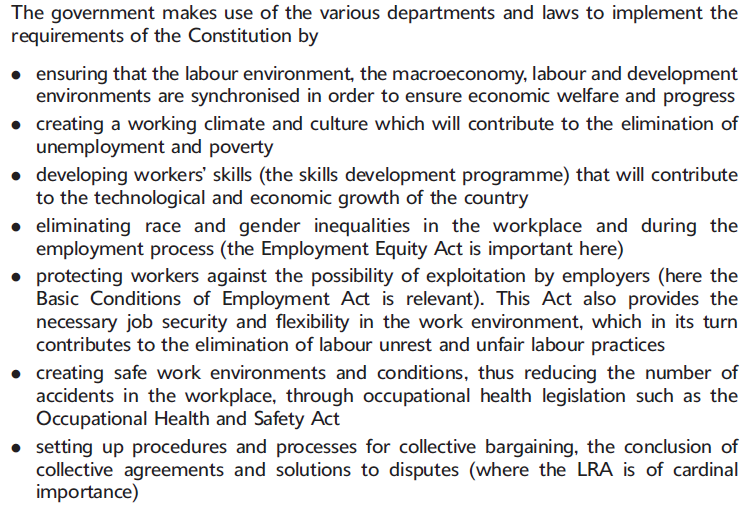 The government makes use of the various departments and laws to implement the
requirements of the Constitution by
● ensuring that the labour environment, the macroeconomy, labour and development
environments are synchronised in order to ensure economic welfare and progress
● creating a working climate and culture which will contribute to the elimination of
unemployment and poverty
● developing workers' skills (the skills development programme) that will contribute
to the technological and economic growth of the country
● eliminating race and gender inequalities in the workplace and during the
employment process (the Employment Equity Act is important here)
● protecting workers against the possibility of exploitation by employers (here the
Basic Conditions of Employment Act is relevant). This Act also provides the
necessary job security and flexibility in the work environment, which in its turn
contributes to the elimination of labour unrest and unfair labour practices
● creating safe work environments and conditions, thus reducing the number of
accidents in the workplace, through occupational health legislation such as the
Occupational Health and Safety Act
● setting up procedures and processes for collective bargaining, the conclusion of
collective agreements and solutions to disputes (where the LRA is of cardinal
importance)